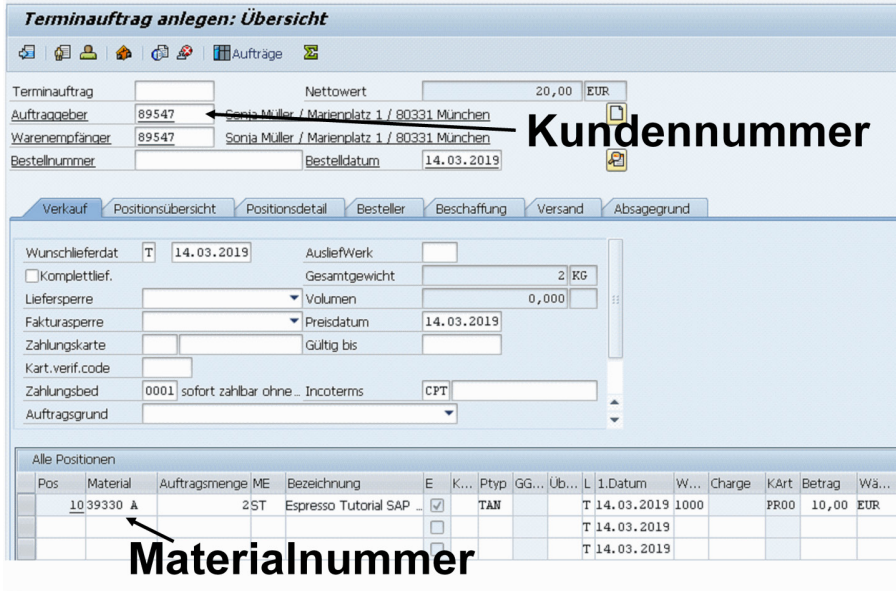 Terminauftrag anlegen: Übersicht
Aufträge
Terminauftrag Nettowert 20,00 EUR
Auftraggeber 89547 Sonja Müller / Marienplatz 1 / 80331 München
Kundennummer
Warenempfänger 89547 Sonja Müller / Marienplatz 1 / 80331 München
Bestellnummer Bestelldatum 14.03.2019
Verkauf Positionsübersicht Positionsdetail Besteller Beschaffung Versand Absagegrund
Wunschlieferdat T 14.03.2019 AusliefWerk
Komplettlief. Gesamtgewicht 2 KG
Liefersperre Volumen 0,000
Fakturasperre Preisdatum 14.03.2019
Zahlungskarte Gültig bis
Kart.verif.code
Zahlungsbed 0001 sofort zahlbar ohne… Incoterms CPT
Auftragsgrund
Alle Positionen
Pos Material Auftragsmenge ME Bezeichnung E K... Ptyp GG... Üb... L 1.Datum W... Charge KArt Betrag Wä...
10 39330 A 2 ST Espresso Tutorial SAP … TAN T 14.03.2019 1000 PR00 10,00 EUR
T 14.03.2019
T 14.03.2019
Materialnummer